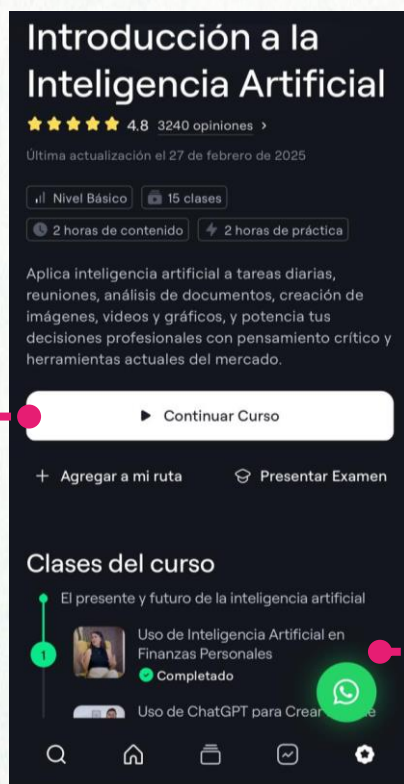 Introducción a la
Inteligencia Artificial
4.8 3240 opiniones >
Última actualización el 27 de febrero de 2025
Nivel Básico 15 clases
2 horas de contenido 2 horas de práctica
Aplica inteligencia artificial a tareas diarias,
reuniones, análisis de documentos, creación de
imágenes, videos y gráficos, y potencia tus
decisiones profesionales con pensamiento crítico y
herramientas actuales del mercado.
Continuar Curso
+ Agregar a mi ruta Presentar Examen
Clases del curso
El presente y futuro de la inteligencia artificial
1
Uso de Inteligencia Artificial en
Finanzas Personales
Completado
Uso de ChatGPT para Crear